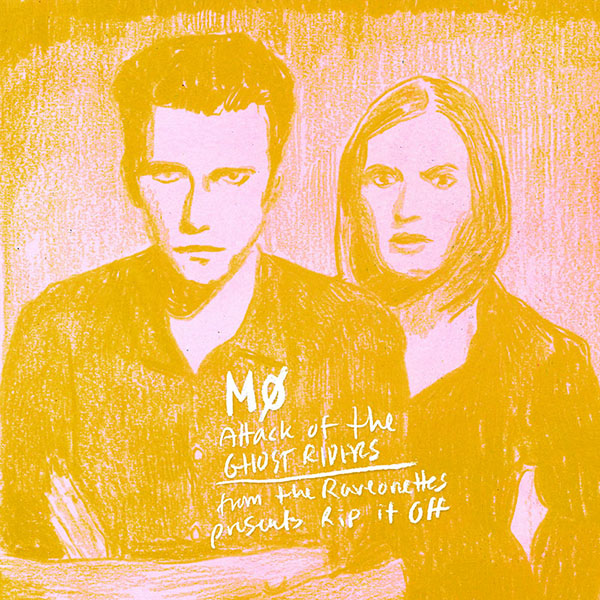 MØ
Attack of the
GHOST RIDERS
from the Raveonettes
presents Rip it Off